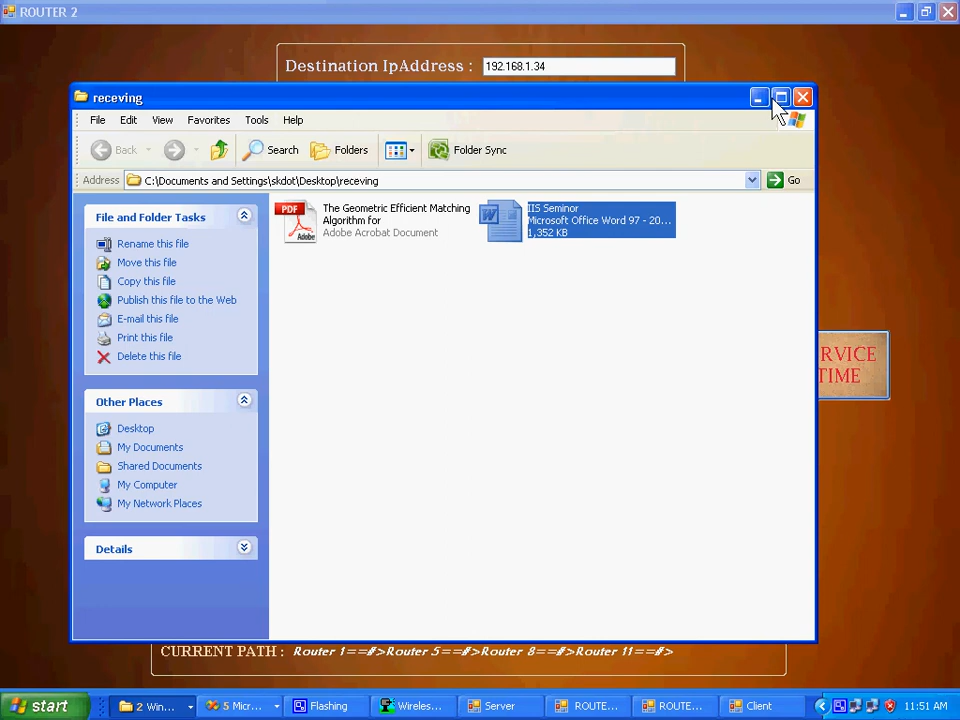 ROUTER 2
Destination IpAddress : 192.168.1.34
receving
File Edit View Favorites Tools Help
Back Search Folders Folder Sync
Address C:\Documents and Settings\skdot\Desktop\receving Go
File and Folder Tasks
Rename this file
Move this file
Copy this file
Publish this file to the Web
E-mail this file
Print this file
Delete this file
Other Places
Desktop
My Documents
Shared Documents
My Computer
My Network Places
Details
PDF
Adobe
The Geometric Efficient Matching
Algorithm for
Adobe Acrobat Document
W
IIS Seminor
Microsoft Office Word 97 - 20...
1,352 KB
RVICE
TIME
CURRENT PATH : Router 1==#>Router 5==#>Router 8==#>Router 11==#>
start 2 Win... 5 Micr... Flashing Wireles... Server ROUTE... ROUTE... Client 11:51 AM